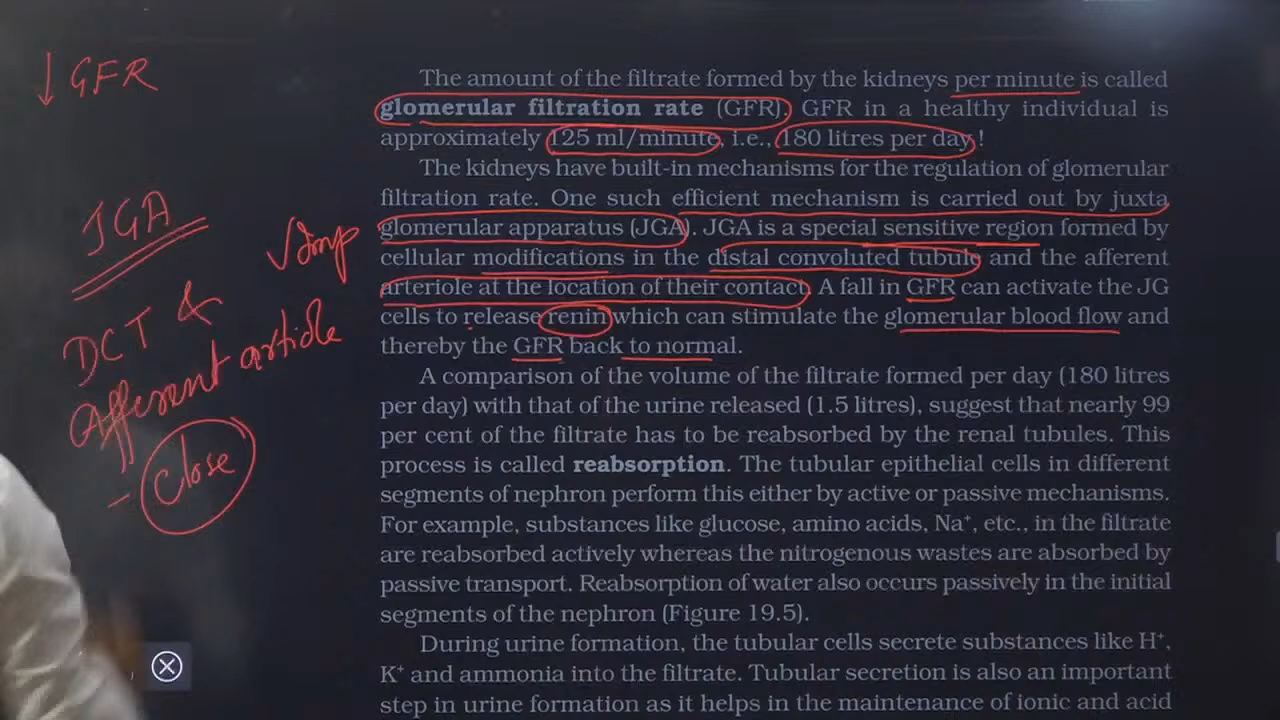 ↓ GFR
JGA
√Imp
DCT &
Afferent article
- Close
The amount of the filtrate formed by the kidneys per minute is called
glomerular filtration rate (GFR). GFR in a healthy individual is
approximately 125 ml/minute, i.e., 180 litres per day !
The kidneys have built-in mechanisms for the regulation of glomerular
filtration rate. One such efficient mechanism is carried out by juxta
glomerular apparatus (JGA). JGA is a special sensitive region formed by
cellular modifications in the distal convoluted tubule and the afferent
arteriole at the location of their contact. A fall in GFR can activate the JG
cells to release renin which can stimulate the glomerular blood flow and
thereby the GFR back to normal.
A comparison of the volume of the filtrate formed per day (180 litres
per day) with that of the urine released (1.5 litres), suggest that nearly 99
per cent of the filtrate has to be reabsorbed by the renal tubules. This
process is called reabsorption. The tubular epithelial cells in different
segments of nephron perform this either by active or passive mechanisms.
For example, substances like glucose, amino acids, Na⁺, etc., in the filtrate
are reabsorbed actively whereas the nitrogenous wastes are absorbed by
passive transport. Reabsorption of water also occurs passively in the initial
segments of the nephron (Figure 19.5).
During urine formation, the tubular cells secrete substances like H⁺,
K⁺ and ammonia into the filtrate. Tubular secretion is also an important
step in urine formation as it helps in the maintenance of ionic and acid